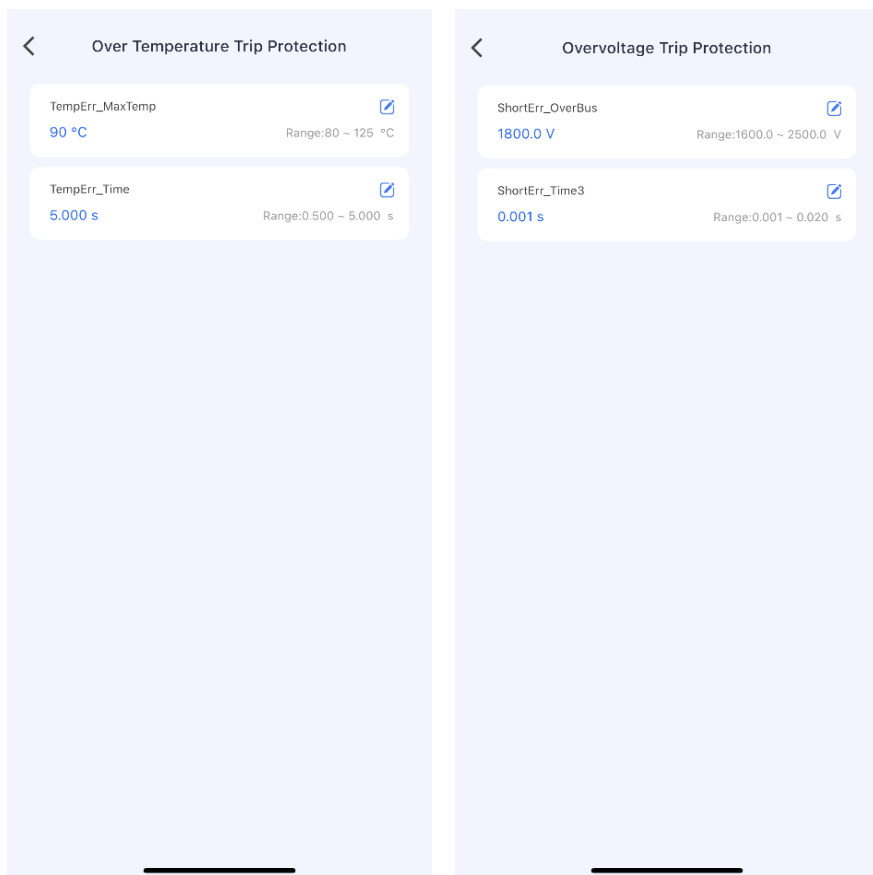 Over Temperature Trip Protection
TempErr_MaxTemp
90 °C Range:80 ~ 125 °C
TempErr_Time
5.000 s Range:0.500 ~ 5.000 s
Overvoltage Trip Protection
ShortErr_OverBus
1800.0 V Range:1600.0 ~ 2500.0 V
ShortErr_Time3
0.001 s Range:0.001 ~ 0.020 s